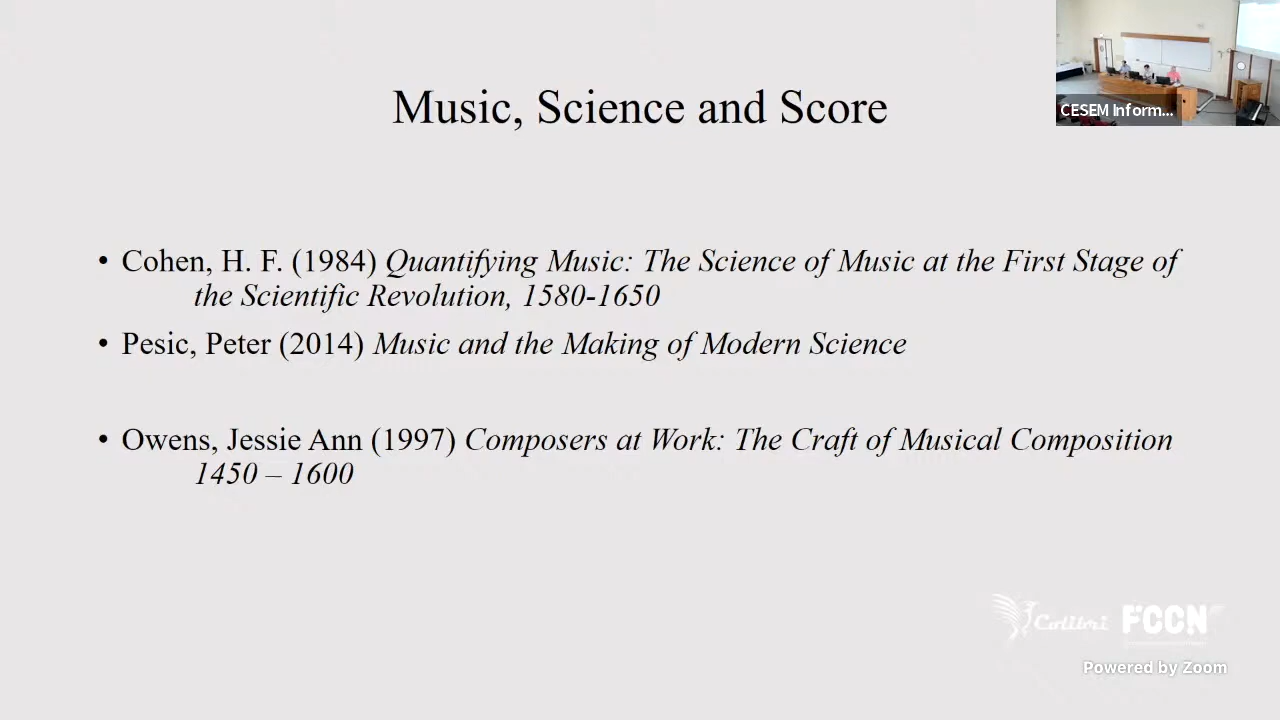 CESEM Inform...
Music, Science and Score
• Cohen, H. F. (1984) Quantifying Music: The Science of Music at the First Stage of
the Scientific Revolution, 1580-1650
• Pesic, Peter (2014) Music and the Making of Modern Science
• Owens, Jessie Ann (1997) Composers at Work: The Craft of Musical Composition
1450 – 1600
Colibri FCCN
Powered by Zoom